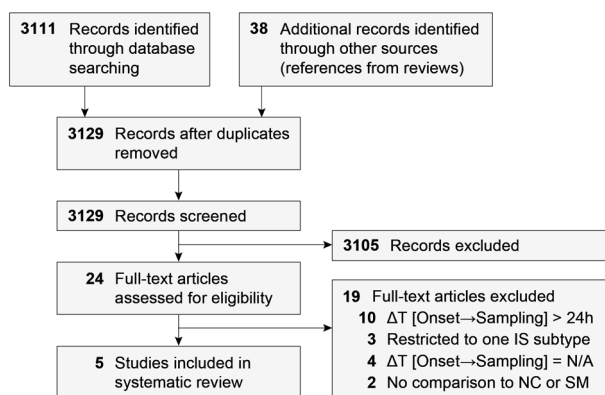 3111 Records identified
through database
searching
38 Additional records identified
through other sources
(references from reviews)
3129 Records after duplicates
removed
3129 Records screened
3105 Records excluded
24 Full-text articles
assessed for eligibility
19 Full-text articles excluded
10 ΔT [Onset→Sampling] > 24h
3 Restricted to one IS subtype
4 ΔT [Onset→Sampling] = N/A
2 No comparison to NC or SM
5 Studies included in
systematic review